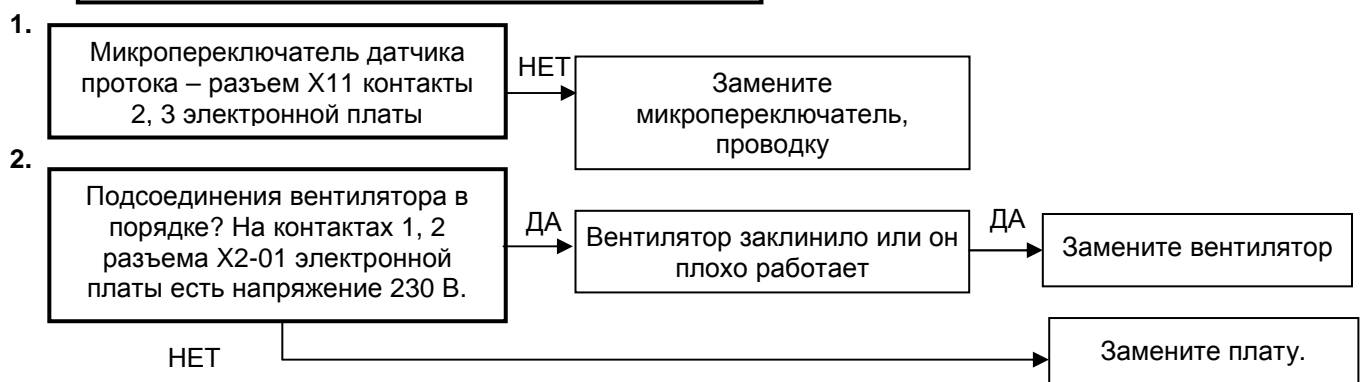 1.
Микропереключатель датчика
протока – разъем X11 контакты
2, 3 электронной платы
НЕТ
Замените
микропереключатель,
проводку
2.
Подсоединения вентилятора в
порядке? На контактах 1, 2
разъема X2-01 электронной
платы есть напряжение 230 В.
ДА
Вентилятор заклинило или он
плохо работает
ДА
Замените вентилятор
НЕТ
Замените плату.